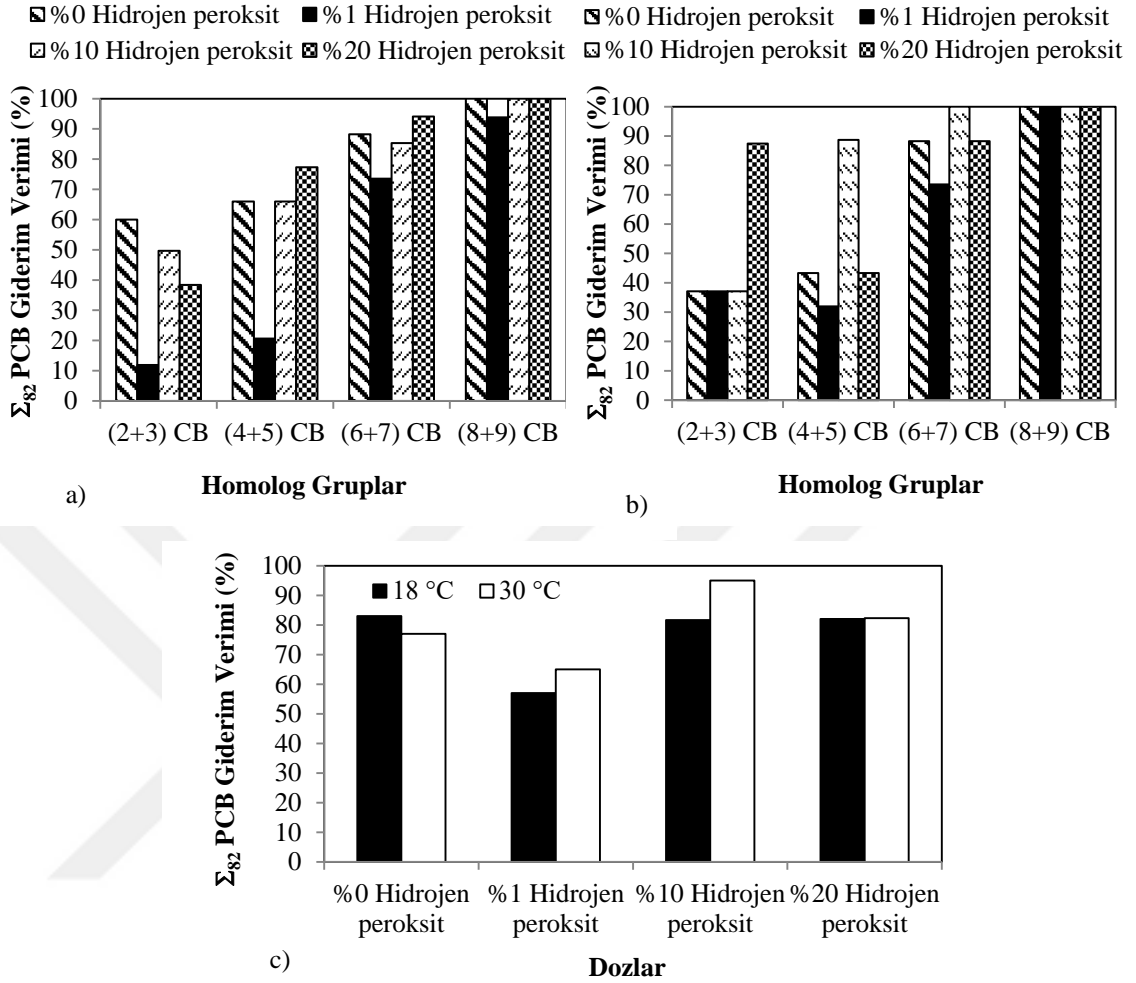 %0 Hidrojen peroksit %1 Hidrojen peroksit
%10 Hidrojen peroksit %20 Hidrojen peroksit
Σ82 PCB Giderim Verimi (%)
100
90
80
70
60
50
40
30
20
10
0
(2+3) CB (4+5) CB (6+7) CB (8+9) CB
Homolog Gruplar
a)
%0 Hidrojen peroksit %1 Hidrojen peroksit
%10 Hidrojen peroksit %20 Hidrojen peroksit
Σ82 PCB Giderim Verimi (%)
100
90
80
70
60
50
40
30
20
10
0
(2+3) CB (4+5) CB (6+7) CB (8+9) CB
Homolog Gruplar
b)
Σ82 PCB Giderim Verimi (%)
100
90
80
70
60
50
40
30
20
10
0
18 °C 30 °C
%0 Hidrojen %1 Hidrojen %10 Hidrojen %20 Hidrojen
peroksit peroksit peroksit peroksit
c)
Dozlar